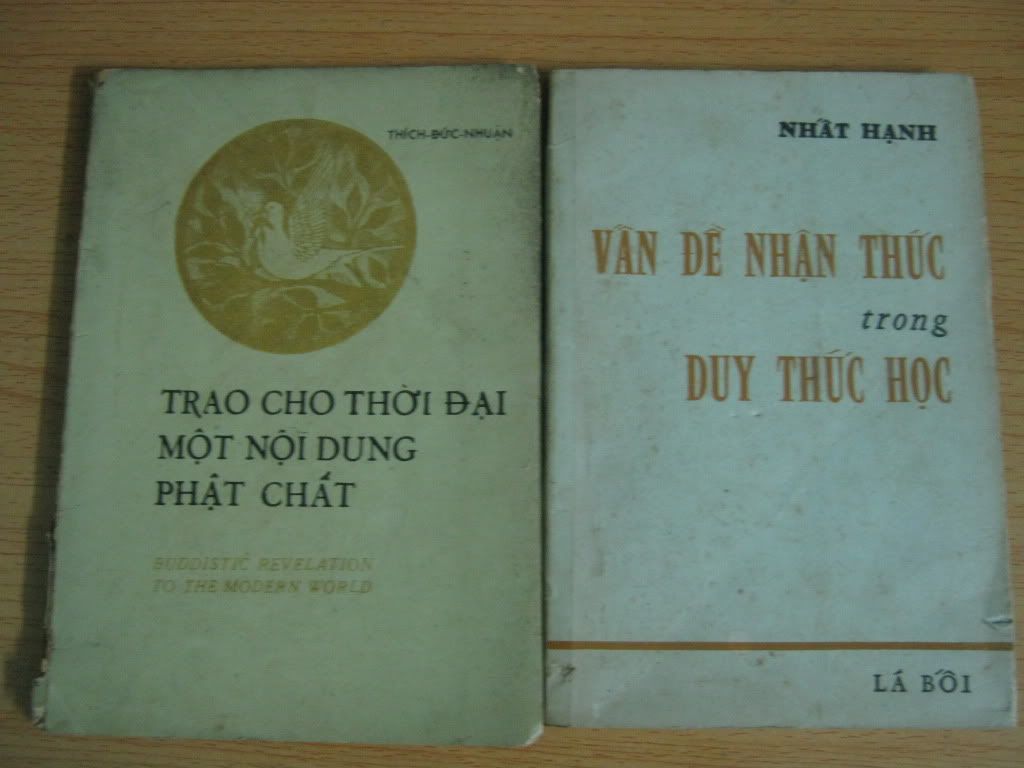 THÍCH-ĐỨC-NHUẬN
TRAO CHO THỜI ĐẠI
MỘT NỘI DUNG
PHẬT CHẤT
BUDDISTIC REVELATION
TO THE MODERN WORLD
NHẤT HẠNH
VẤN ĐỀ NHẬN THỨC
trong
DUY THỨC HỌC
LÁ BỐI